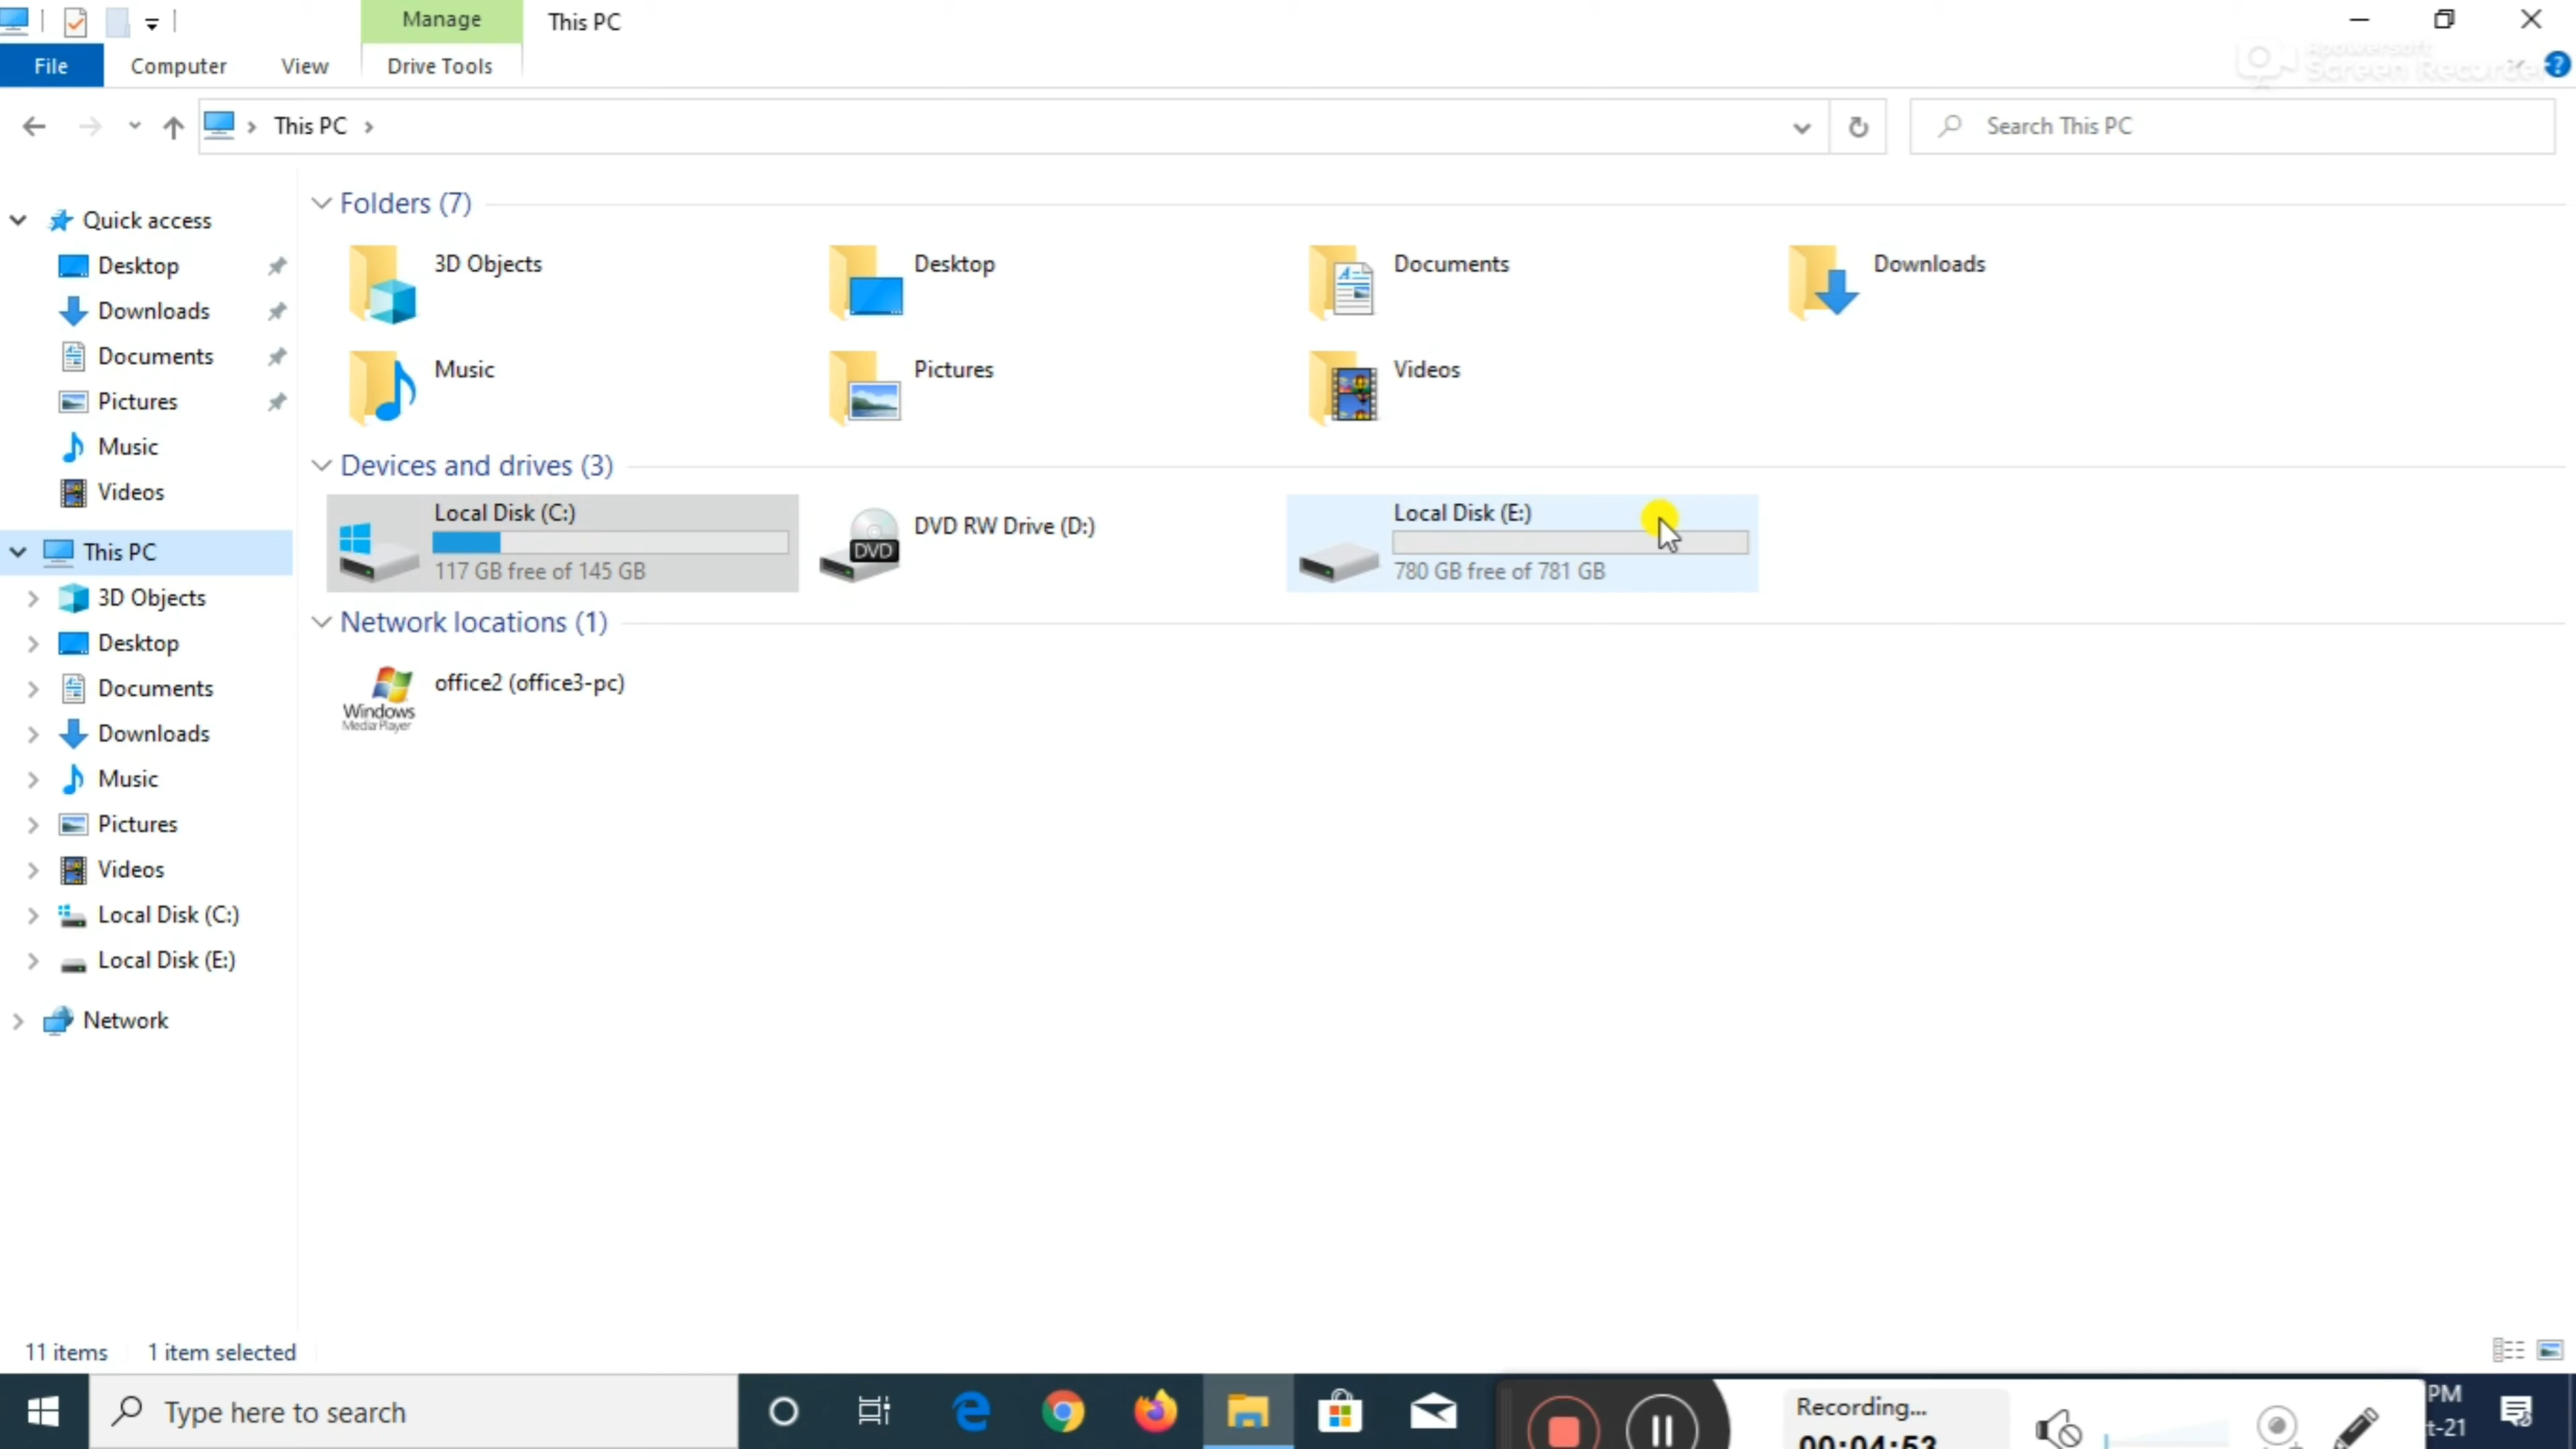 Manage
This PC
File
Computer
View
Drive Tools
Apowersoft
Screen Recorder
This PC
Search This PC
Quick access
Desktop
Downloads
Documents
Pictures
Music
Videos
This PC
3D Objects
Desktop
Documents
Downloads
Music
Pictures
Videos
Local Disk (C:)
Local Disk (E:)
Network
Folders (7)
3D Objects
Desktop
Documents
Downloads
Music
Pictures
Videos
Devices and drives (3)
Local Disk (C:)
117 GB free of 145 GB
DVD
DVD RW Drive (D:)
Local Disk (E:)
780 GB free of 781 GB
Network locations (1)
Windows
Media Player
office2 (office3-pc)
11 items
1 item selected
Type here to search
Recording...
00:04:53
PM
t-21